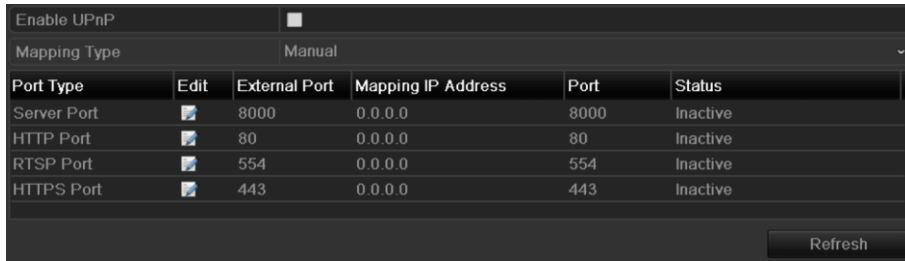 Enable UPnP
Mapping Type Manual
Port Type Edit External Port Mapping IP Address Port Status
Server Port 8000 0.0.0.0 8000 Inactive
HTTP Port 80 0.0.0.0 80 Inactive
RTSP Port 554 0.0.0.0 554 Inactive
HTTPS Port 443 0.0.0.0 443 Inactive
Refresh